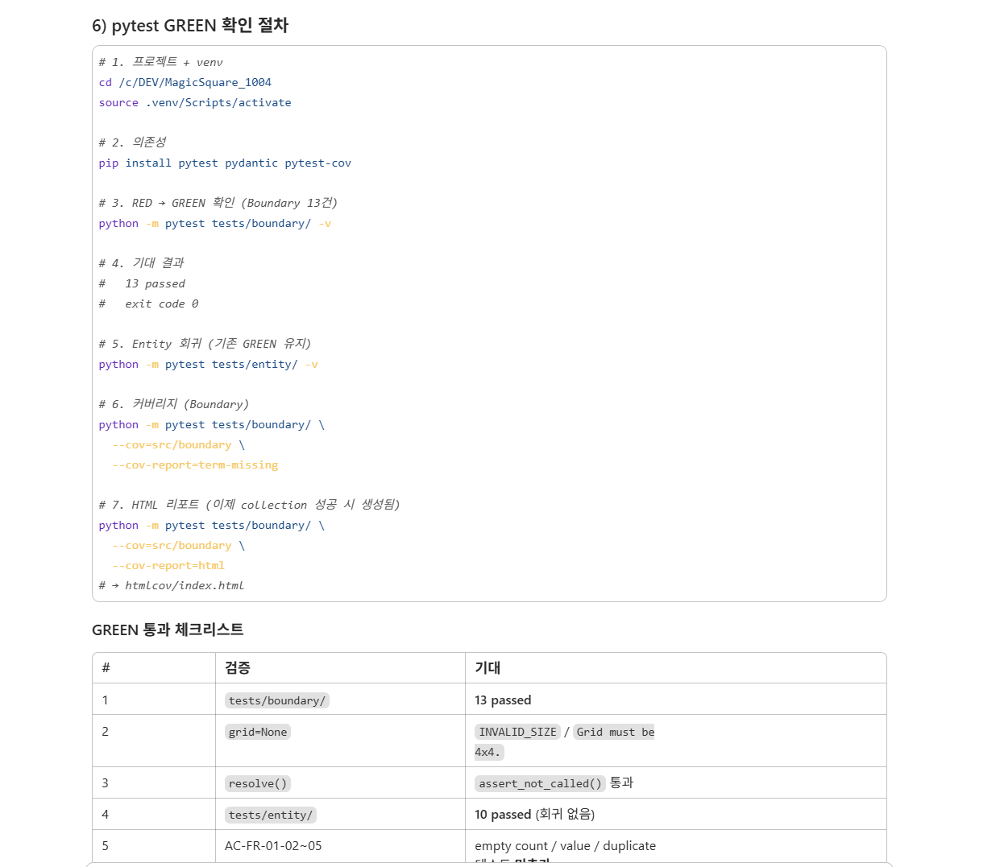 6) pytest GREEN 확인 절차
# 1. 프로젝트 + venv
cd /c/DEV/MagicSquare_1004
source .venv/Scripts/activate
# 2. 의존성
pip install pytest pydantic pytest-cov
# 3. RED → GREEN 확인 (Boundary 13건)
python -m pytest tests/boundary/ -v
# 4. 기대 결과
#   13 passed
#   exit code 0
# 5. Entity 회귀 (기존 GREEN 유지)
python -m pytest tests/entity/ -v
# 6. 커버리지 (Boundary)
python -m pytest tests/boundary/ \
  --cov=src/boundary \
  --cov-report=term-missing
# 7. HTML 리포트 (이제 collection 성공 시 생성됨)
python -m pytest tests/boundary/ \
  --cov=src/boundary \
  --cov-report=html
# → htmlcov/index.html
GREEN 통과 체크리스트
# 검증 기대
1 tests/boundary/ 13 passed
2 grid=None INVALID_SIZE / Grid must be
4x4.
3 resolve() assert_not_called() 통과
4 tests/entity/ 10 passed (회귀 없음)
5 AC-FR-01-02~05 empty count / value / duplicate